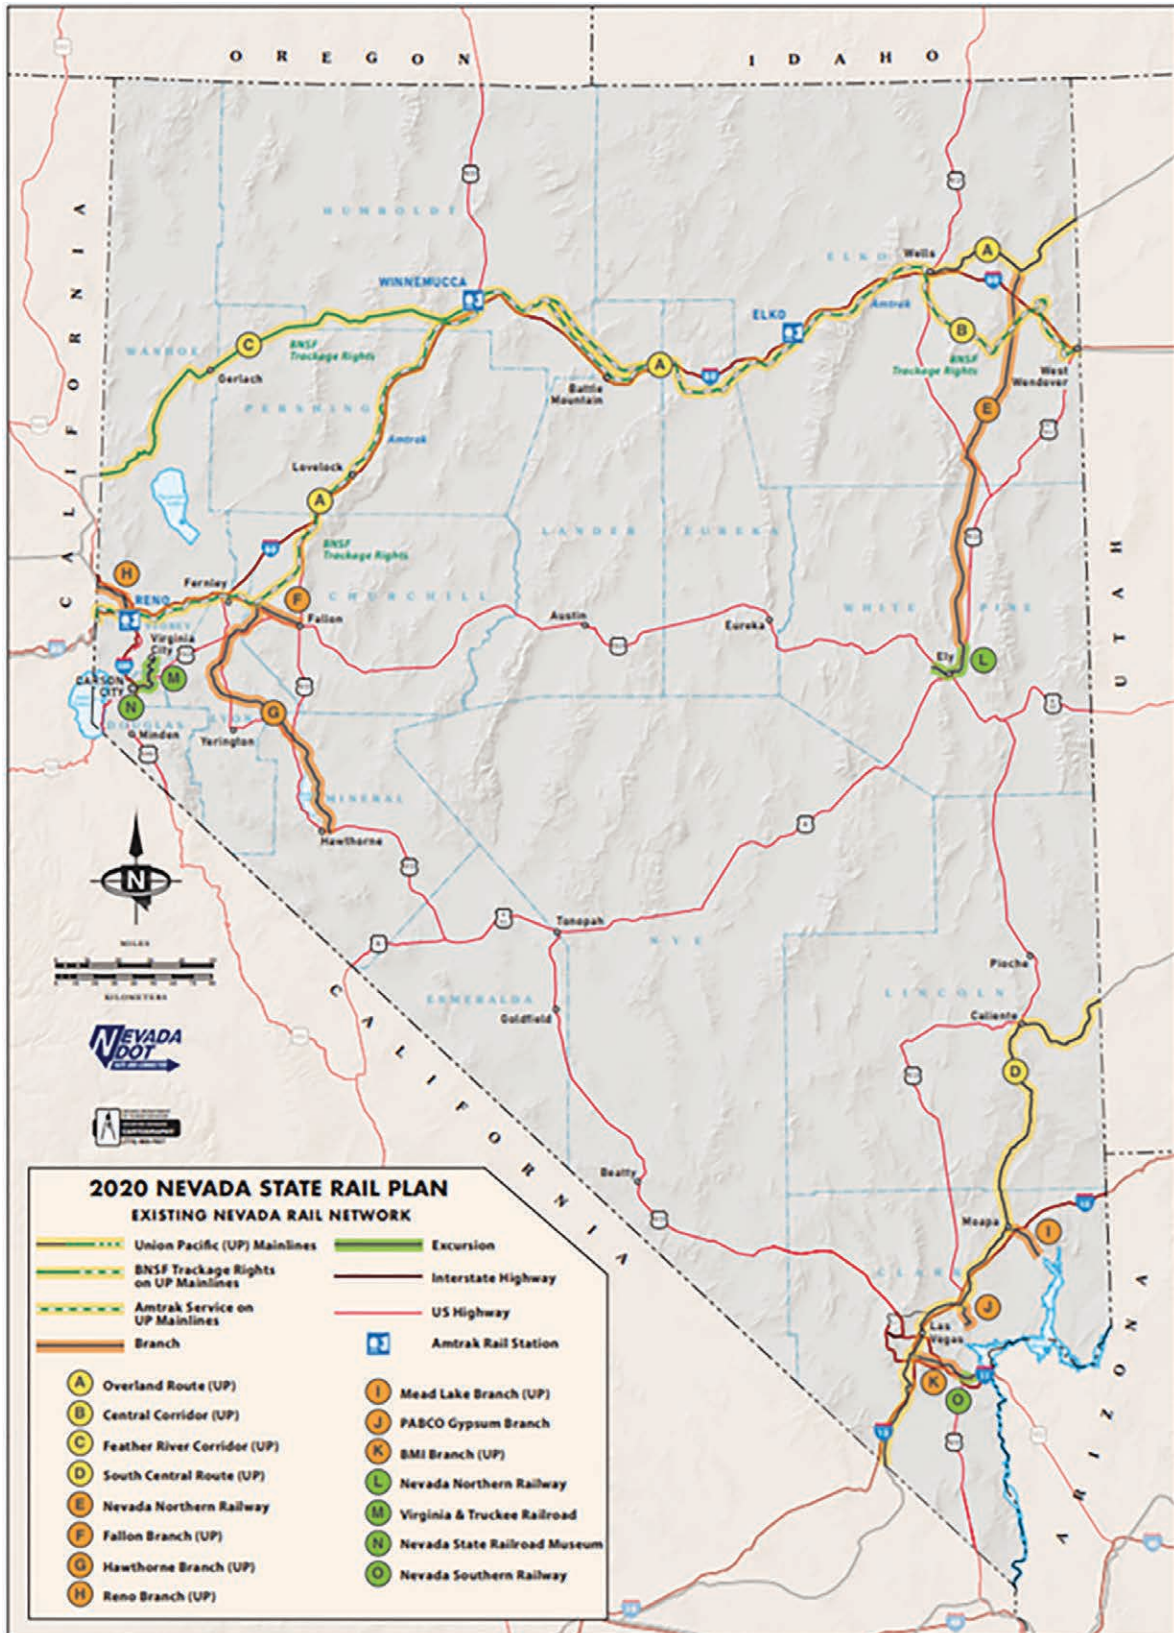 OREGON
IDAHO
CALIFORNIA
HUMBOLDT
ELKO
Wells
A
WINNEMUCCA
ELKO
Amtrak
B
C
BNSF
Trackage Rights
WASHOE
Gerlach
A
BNSF
Trackage Rights
West
Wendover
Battle
Mountain
PERSHING
E
Amtrak
Lovelock
A
LANDER
EUREKA
BNSF
Trackage Rights
UTAH
H
Fernley
RENO
F
CHURCHILL
Fallon
Austin
Eureka
WHITE PINE
STOREY
Virginia
City
Ely
L
M
CARSON
CITY
N
DOUGLAS
LYON
G
Minden
Yerington
MINERAL
Hawthorne
N
Tonopah
NYE
MILES
Pioche
KILOMETERS
CALIFORNIA
ESMERALDA
LINCOLN
Goldfield
Caliente
NEVADA
DOT
D
Beatty
Moapa
I
CLARK
J
Las
Vegas
K
O
ARIZONA
2020 NEVADA STATE RAIL PLAN
EXISTING NEVADA RAIL NETWORK
Union Pacific (UP) Mainlines
BNSF Trackage Rights
on UP Mainlines
Amtrak Service on
UP Mainlines
Branch
Excursion
Interstate Highway
US Highway
Amtrak Rail Station
A Overland Route (UP)
B Central Corridor (UP)
C Feather River Corridor (UP)
D South Central Route (UP)
E Nevada Northern Railway
F Fallon Branch (UP)
G Hawthorne Branch (UP)
H Reno Branch (UP)
I Mead Lake Branch (UP)
J PABCO Gypsum Branch
K BMI Branch (UP)
L Nevada Northern Railway
M Virginia & Truckee Railroad
N Nevada State Railroad Museum
O Nevada Southern Railway